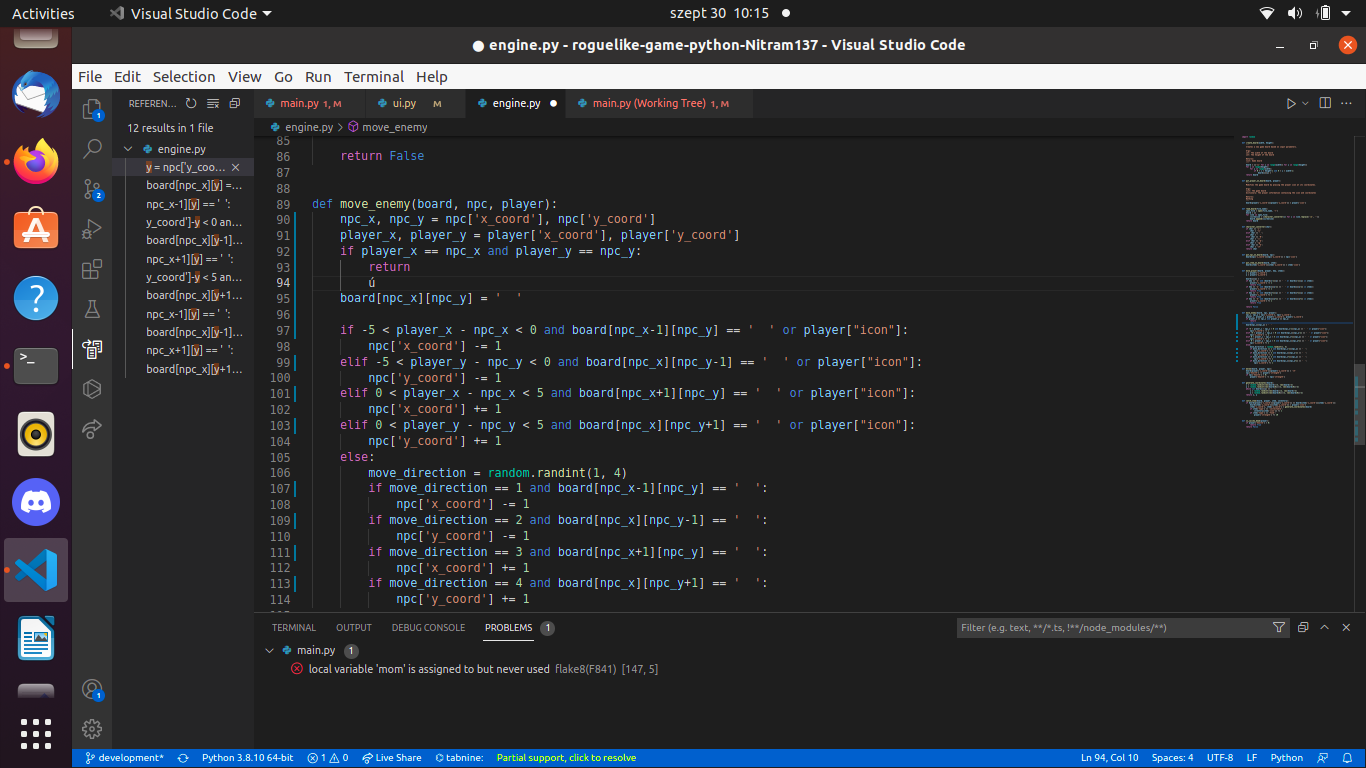 Activities
Visual Studio Code
szept 30 10:15
● engine.py - roguelike-game-python-Nitram137 - Visual Studio Code
File Edit Selection View Go Run Terminal Help
REFEREN...
main.py 1, M
ui.py M
engine.py
main.py (Working Tree) 1, M
12 results in 1 file
engine.py > move_enemy
engine.py
y = npc['y_coo...
board[npc_x][y] =...
npc_x-1][y] == '  ':
y_coord']-y < 0 an...
board[npc_x][y-1]...
npc_x+1][y] == '  ':
y_coord']-y < 5 an...
board[npc_x][y+1...
npc_x-1][y] == '  ':
board[npc_x][y-1]...
npc_x+1][y] == '  ':
board[npc_x][y+1...
85
86 return False
87
88
89 def move_enemy(board, npc, player):
90 npc_x, npc_y = npc['x_coord'], npc['y_coord']
91 player_x, player_y = player['x_coord'], player['y_coord']
92 if player_x == npc_x and player_y == npc_y:
93 return
94 ú
95 board[npc_x][npc_y] = '  '
96
97 if -5 < player_x - npc_x < 0 and board[npc_x-1][npc_y] == '  ' or player["icon"]:
98 npc['x_coord'] -= 1
99 elif -5 < player_y - npc_y < 0 and board[npc_x][npc_y-1] == '  ' or player["icon"]:
100 npc['y_coord'] -= 1
101 elif 0 < player_x - npc_x < 5 and board[npc_x+1][npc_y] == '  ' or player["icon"]:
102 npc['x_coord'] += 1
103 elif 0 < player_y - npc_y < 5 and board[npc_x][npc_y+1] == '  ' or player["icon"]:
104 npc['y_coord'] += 1
105 else:
106 move_direction = random.randint(1, 4)
107 if move_direction == 1 and board[npc_x-1][npc_y] == '  ':
108 npc['x_coord'] -= 1
109 if move_direction == 2 and board[npc_x][npc_y-1] == '  ':
110 npc['y_coord'] -= 1
111 if move_direction == 3 and board[npc_x+1][npc_y] == '  ':
112 npc['x_coord'] += 1
113 if move_direction == 4 and board[npc_x][npc_y+1] == '  ':
114 npc['y_coord'] += 1
TERMINAL OUTPUT DEBUG CONSOLE PROBLEMS 1
Filter (e.g. text, **/*.ts, !**/node_modules/**)
main.py 1
local variable 'mom' is assigned to but never used flake8(F841) [147, 5]
development* Python 3.8.10 64-bit 1 0 Live Share tabnine: Partial support, click to resolve
Ln 94, Col 10 Spaces: 4 UTF-8 LF Python